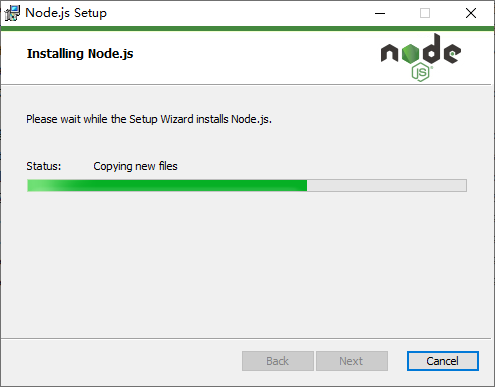 Node.js Setup
Installing Node.js
node
JS
Please wait while the Setup Wizard installs Node.js.
Status: Copying new files
Back Next Cancel